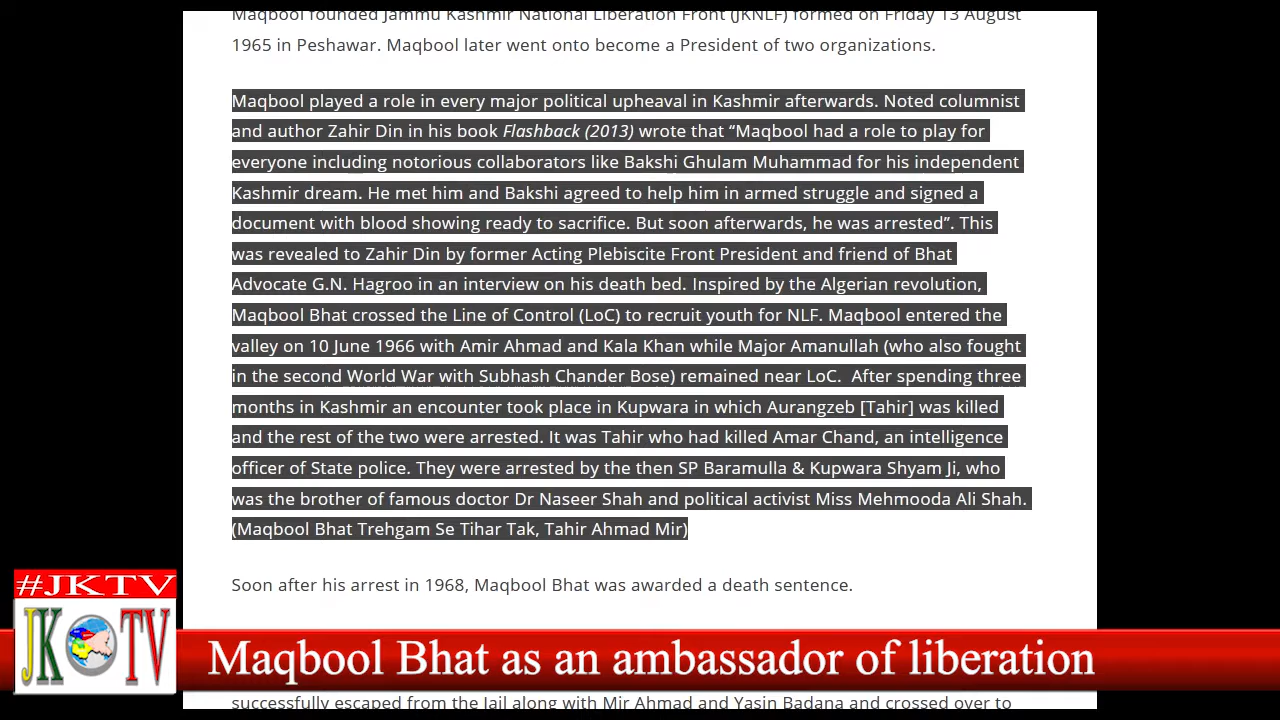 Maqbool founded Jammu Kashmir National Liberation Front (JKNLF) formed on Friday 13 August
1965 in Peshawar. Maqbool later went onto become a President of two organizations.
Maqbool played a role in every major political upheaval in Kashmir afterwards. Noted columnist
and author Zahir Din in his book Flashback (2013) wrote that “Maqbool had a role to play for
everyone including notorious collaborators like Bakshi Ghulam Muhammad for his independent
Kashmir dream. He met him and Bakshi agreed to help him in armed struggle and signed a
document with blood showing ready to sacrifice. But soon afterwards, he was arrested”. This
was revealed to Zahir Din by former Acting Plebiscite Front President and friend of Bhat
Advocate G.N. Hagroo in an interview on his death bed. Inspired by the Algerian revolution,
Maqbool Bhat crossed the Line of Control (LoC) to recruit youth for NLF. Maqbool entered the
valley on 10 June 1966 with Amir Ahmad and Kala Khan while Major Amanullah (who also fought
in the second World War with Subhash Chander Bose) remained near LoC.  After spending three
months in Kashmir an encounter took place in Kupwara in which Aurangzeb [Tahir] was killed
and the rest of the two were arrested. It was Tahir who had killed Amar Chand, an intelligence
officer of State police. They were arrested by the then SP Baramulla & Kupwara Shyam Ji, who
was the brother of famous doctor Dr Naseer Shah and political activist Miss Mehmooda Ali Shah.
(Maqbool Bhat Trehgam Se Tihar Tak, Tahir Ahmad Mir)
Soon after his arrest in 1968, Maqbool Bhat was awarded a death sentence.
#JKTV
JK TV
Maqbool Bhat as an ambassador of liberation
successfully escaped from the Jail along with Mir Ahmad and Yasin Badana and crossed over to